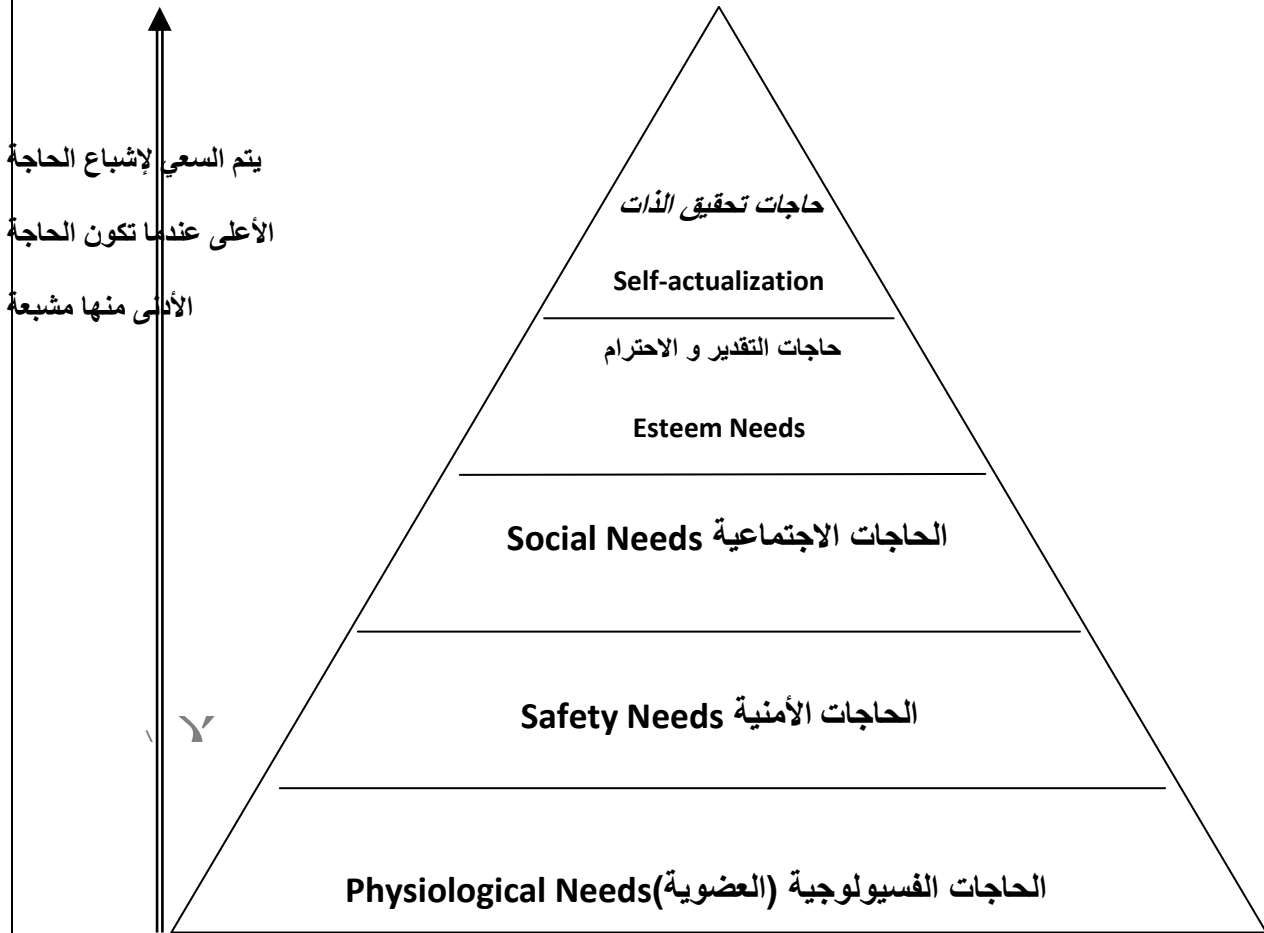 يتم السعي لإشباع الحاجة
الأعلى عندما تكون الحاجة
الأدنى منها مشبعة
حاجات تحقيق الذات
Self-actualization
حاجات التقدير و الاحترام
Esteem Needs
الحاجات الاجتماعية Social Needs
الحاجات الأمنية Safety Needs
الحاجات الفسيولوجية (العضوية)Physiological Needs